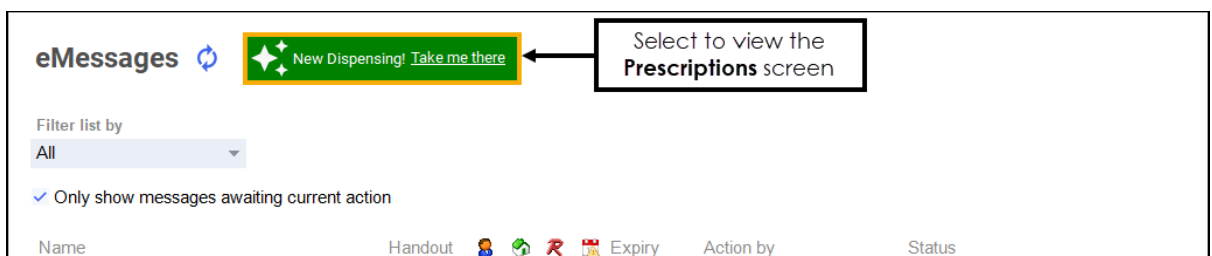 eMessages
New Dispensing! Take me there
Select to view the
Prescriptions screen
Filter list by
All
Only show messages awaiting current action
Name Handout R Expiry Action by Status